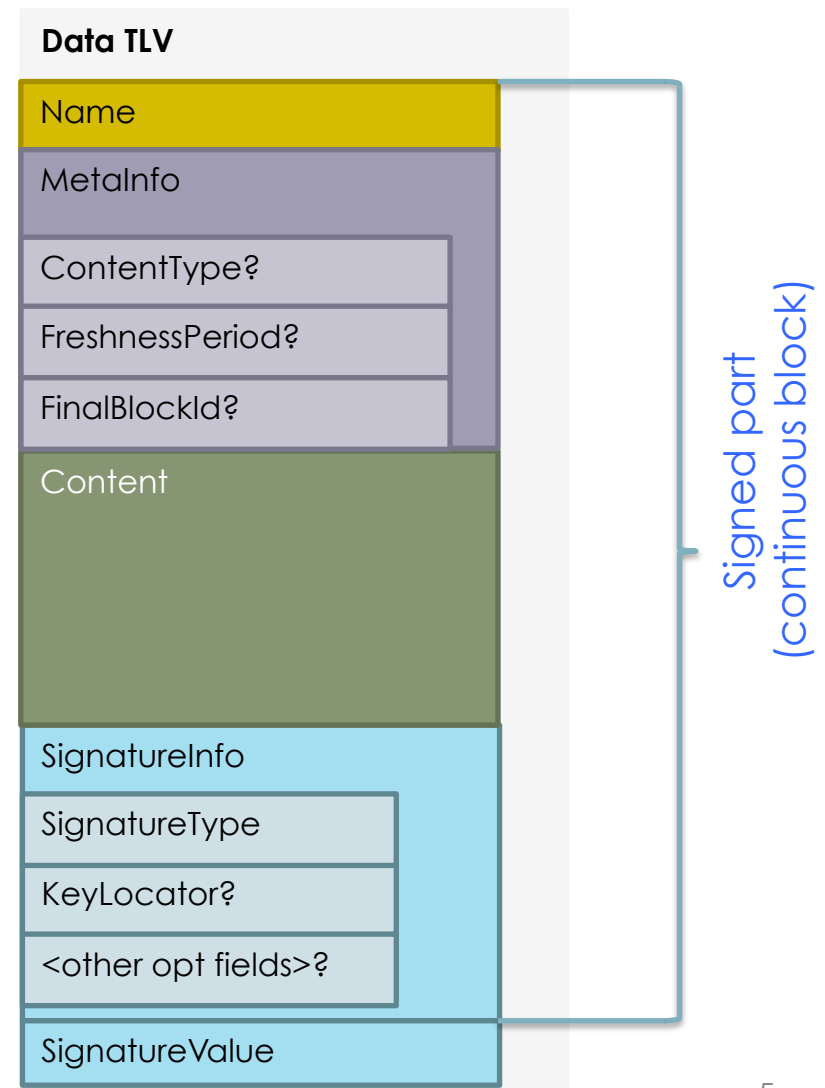 Data TLV
Name
MetaInfo
ContentType?
FreshnessPeriod?
FinalBlockId?
Content
SignatureInfo
SignatureType
KeyLocator?
<other opt fields>?
SignatureValue
Signed part
(continuous block)